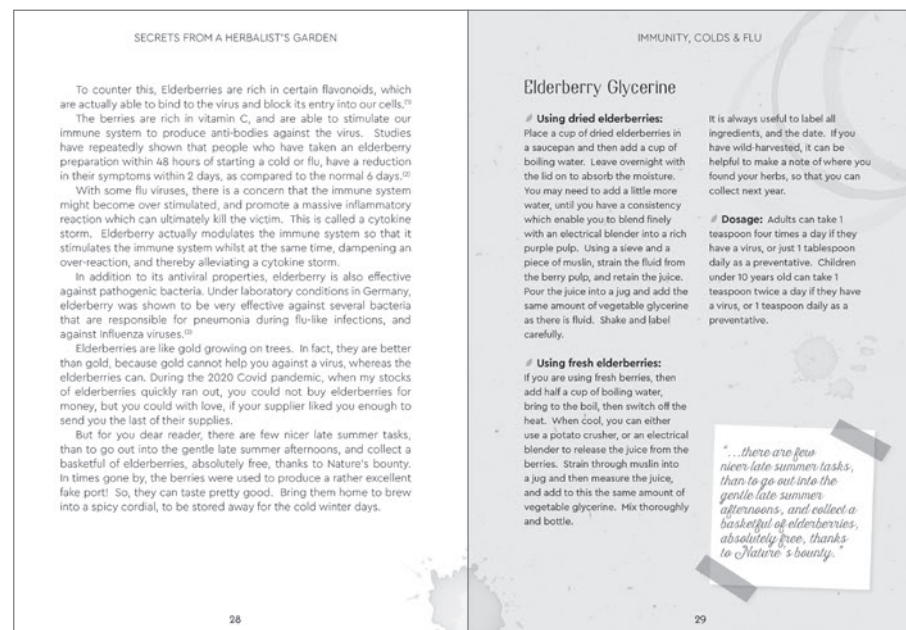 SECRETS FROM A HERBALIST'S GARDEN
To counter this, Elderberries are rich in certain flavonoids, which
are actually able to bind to the virus and block its entry into our cells.(1)
The berries are rich in vitamin C, and are able to stimulate our
immune system to produce anti-bodies against the virus. Studies
have repeatedly shown that people who have taken an elderberry
preparation within 48 hours of starting a cold or flu, have a reduction
in their symptoms within 2 days, as compared to the normal 6 days.(2)
With some flu viruses, there is a concern that the immune system
might become over stimulated, and promote a massive inflammatory
reaction which can ultimately kill the victim. This is called a cytokine
storm. Elderberry actually modulates the immune system so that it
stimulates the immune system whilst at the same time, dampening an
over-reaction, and thereby alleviating a cytokine storm.
In addition to its antiviral properties, elderberry is also effective
against pathogenic bacteria. Under laboratory conditions in Germany,
elderberry was shown to be very effective against several bacteria
that are responsible for pneumonia during flu-like infections, and
against Influenza viruses.(3)
Elderberries are like gold growing on trees. In fact, they are better
than gold, because gold cannot help you against a virus, whereas the
elderberries can. During the 2020 Covid pandemic, when my stocks
of elderberries quickly ran out, you could not buy elderberries for
money, but you could with love, if your supplier liked you enough to
send you the last of their supplies.
But for you dear reader, there are few nicer late summer tasks,
than to go out into the gentle late summer afternoons, and collect a
basketful of elderberries, absolutely free, thanks to Nature's bounty.
In times gone by, the berries were used to produce a rather excellent
fake port! So, they can taste pretty good. Bring them home to brew
into a spicy cordial, to be stored away for the cold winter days.
28
IMMUNITY, COLDS & FLU
Elderberry Glycerine
Using dried elderberries:
Place a cup of dried elderberries in
a saucepan and then add a cup of
boiling water. Leave overnight with
the lid on to absorb the moisture.
You may need to add a little more
water, until you have a consistency
which enable you to blend finely
with an electrical blender into a rich
purple pulp. Using a sieve and a
piece of muslin, strain the fluid from
the berry pulp, and retain the juice.
Pour the juice into a jug and add the
same amount of vegetable glycerine
as there is fluid. Shake and label
carefully.
Using fresh elderberries:
If you are using fresh berries, then
add half a cup of boiling water,
bring to the boil, then switch off the
heat. When cool, you can either
use a potato crusher, or an electrical
blender to release the juice from the
berries. Strain through muslin into
a jug and then measure the juice,
and add to this the same amount of
vegetable glycerine. Mix thoroughly
and bottle.
It is always useful to label all
ingredients, and the date. If you
have wild-harvested, it can be
helpful to make a note of where you
found your herbs, so that you can
collect next year.
Dosage: Adults can take 1
teaspoon four times a day if they
have a virus, or just 1 tablespoon
daily as a preventative. Children
under 10 years old can take 1
teaspoon twice a day if they have
a virus, or 1 teaspoon daily as a
preventative.
"...there are few
nicer late summer tasks,
than to go out into the
gentle late summer
afternoons, and collect a
basketful of elderberries,
absolutely free, thanks
to Nature's bounty."
29